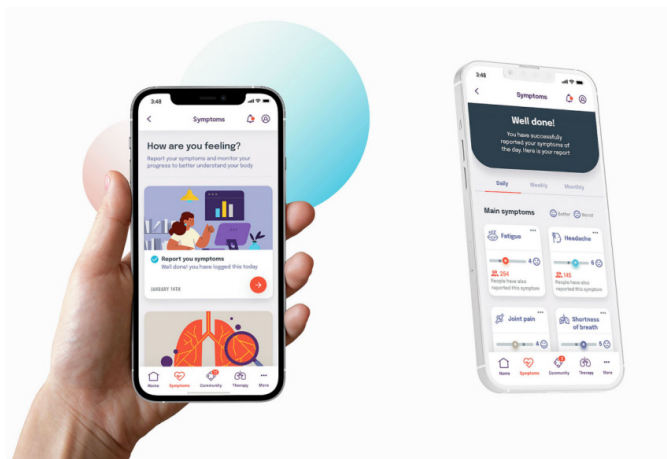 3:48
Symptoms
How are you feeling?
Report your symptoms and monitor your
progress to better understand your body
Report you symptoms
Well done! you have logged this today
JANUARY 14TH
Home
Symptoms
Community
Therapy
More
3:48
Symptoms
Well done!
You have successfully
reported your symptoms of
the day. Here is your report
Daily
Weekly
Monthly
Main symptoms
Better
Worst
Fatigue
4
254
People have also
reported this symptom
Headache
6
145
People have also
reported this symptom
Joint pain
4
Shortness
of breath
5
Home
Symptoms
Community
Therapy
More